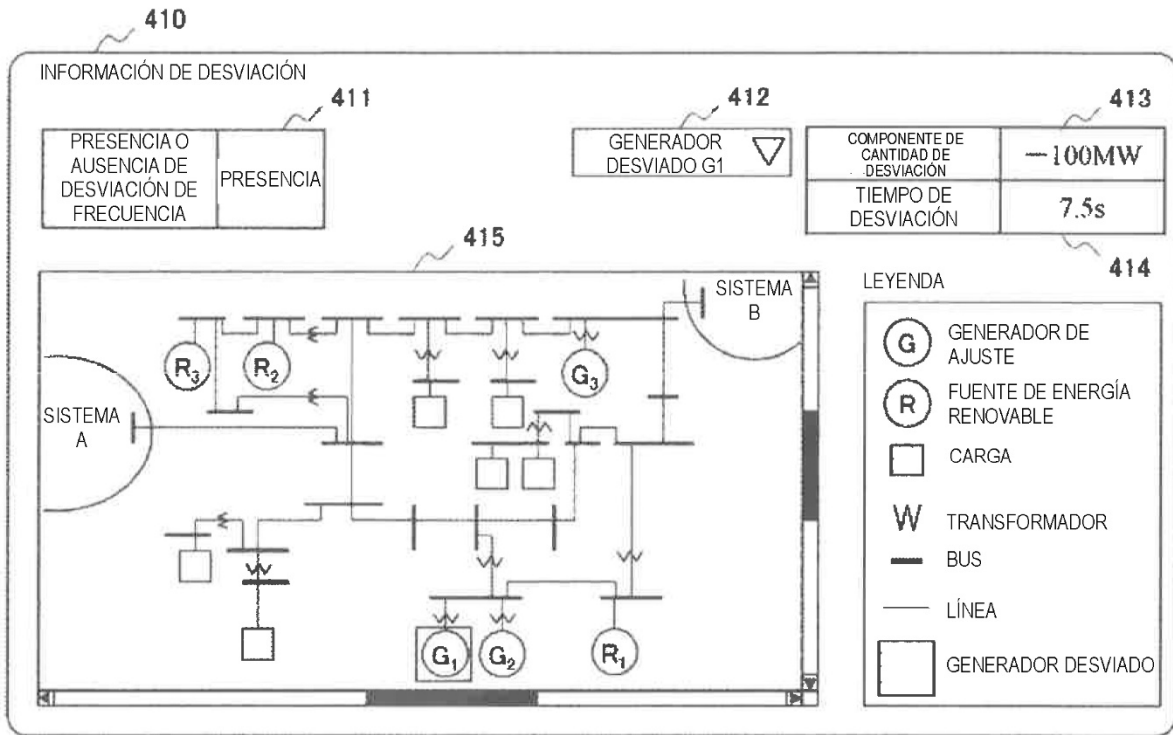 410
INFORMACIÓN DE DESVIACIÓN
411
PRESENCIA O
AUSENCIA DE
DESVIACIÓN DE
FRECUENCIA
PRESENCIA
412
GENERADOR
DESVIADO G1
413
COMPONENTE DE
CANTIDAD DE
DESVIACIÓN
−100MW
TIEMPO DE
DESVIACIÓN
7.5s
414
415
SISTEMA
A
SISTEMA
B
R3
R2
G3
G1
G2
R1
LEYENDA
G
GENERADOR DE
AJUSTE
R
FUENTE DE ENERGÍA
RENOVABLE
CARGA
TRANSFORMADOR
BUS
LÍNEA
GENERADOR DESVIADO